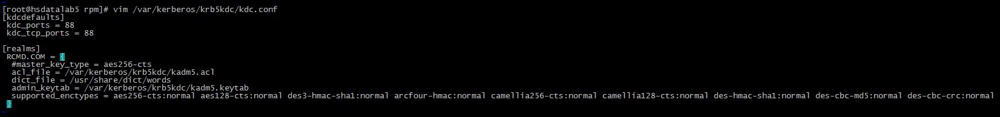 ~
[root@hsdatalab5 rpm]# vim /var/kerberos/krb5kdc/kdc.conf
[kdcdefaults]
 kdc_ports = 88
 kdc_tcp_ports = 88
[realms]
 RCMD.COM = {
  #master_key_type = aes256-cts
  acl_file = /var/kerberos/krb5kdc/kadm5.acl
  dict_file = /usr/share/dict/words
  admin_keytab = /var/kerberos/krb5kdc/kadm5.keytab
  supported_enctypes = aes256-cts:normal aes128-cts:normal des3-hmac-sha1:normal arcfour-hmac:normal camellia256-cts:normal camellia128-cts:normal des-hmac-sha1:normal des-cbc-md5:normal des-cbc-crc:normal
 }
~